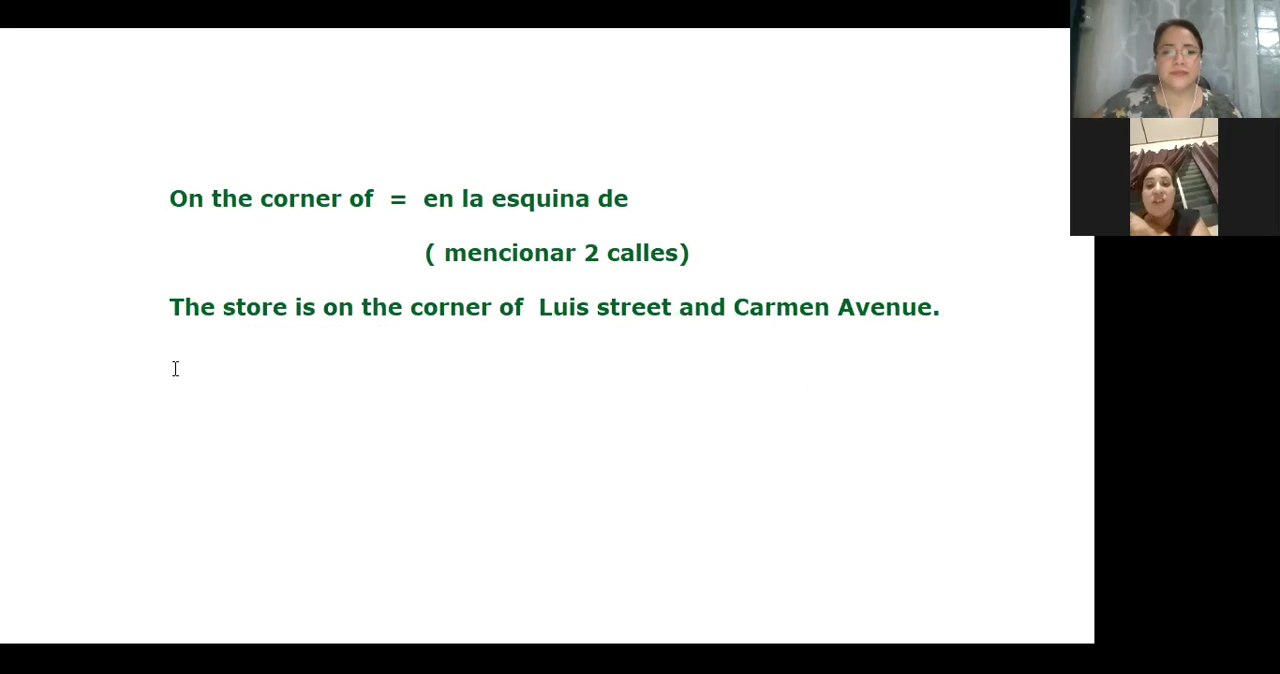 On the corner of = en la esquina de
( mencionar 2 calles)
The store is on the corner of Luis street and Carmen Avenue.